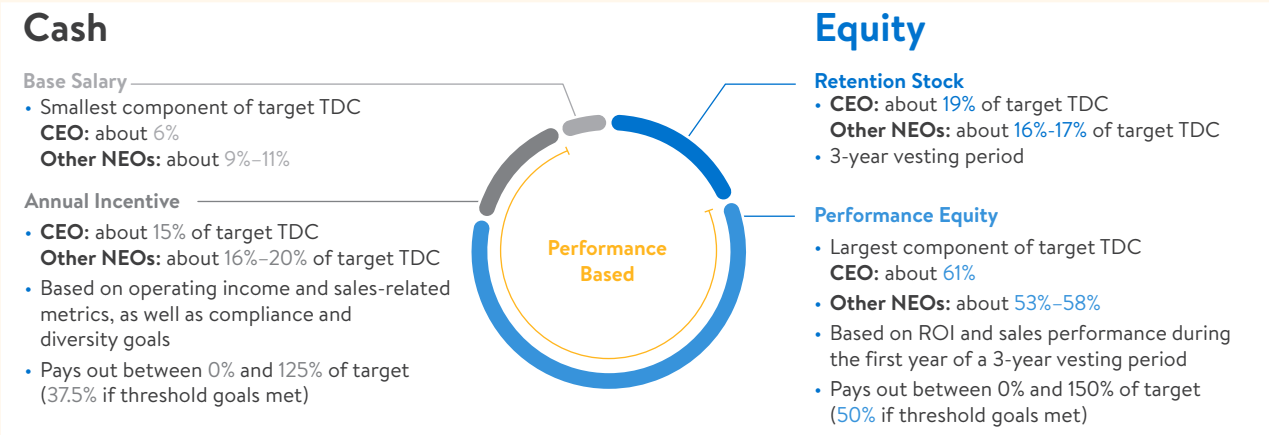 Cash
Base Salary
• Smallest component of target TDC
CEO: about 6%
Other NEOs: about 9%–11%
Annual Incentive
• CEO: about 15% of target TDC
Other NEOs: about 16%–20% of target TDC
• Based on operating income and sales-related
metrics, as well as compliance and
diversity goals
• Pays out between 0% and 125% of target
(37.5% if threshold goals met)
Performance
Based
Equity
Retention Stock
• CEO: about 19% of target TDC
Other NEOs: about 16%-17% of target TDC
• 3-year vesting period
Performance Equity
• Largest component of target TDC
CEO: about 61%
• Other NEOs: about 53%–58%
• Based on ROI and sales performance during
the first year of a 3-year vesting period
• Pays out between 0% and 150% of target
(50% if threshold goals met)